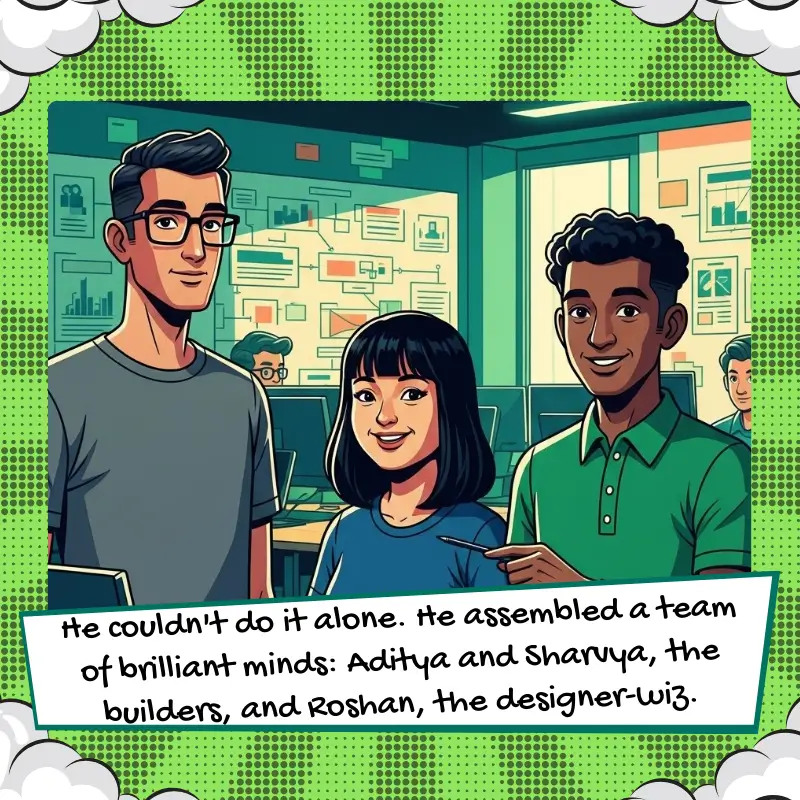 He couldn't do it alone. He assembled a team
of brilliant minds: Aditya and Sharvya, the
builders, and Roshan, the designer-wiz.